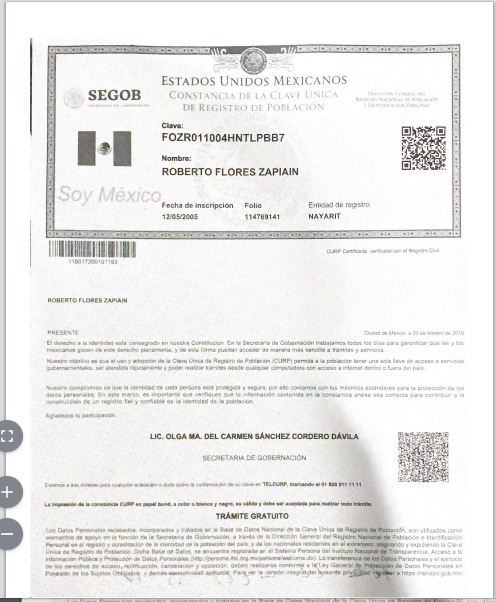 ESTADOS UNIDOS MEXICANOS
CONSTANCIA DE LA CLAVE ÚNICA
DE REGISTRO DE POBLACIÓN
SEGOB
SECRETARÍA DE GOBERNACIÓN
DIRECCIÓN GENERAL DEL
REGISTRO NACIONAL DE POBLACIÓN
E IDENTIFICACIÓN PERSONAL
Soy México
Clave:
FOZR011004HNTLPBB7
Nombre:
ROBERTO FLORES ZAPIAIN
Fecha de inscripción Folio Entidad de registro
12/05/2005 114769141 NAYARIT
CURP Certificada: verificada con el Registro Civil
ROBERTO FLORES ZAPIAIN
PRESENTE
Ciudad de México, a 20 de febrero de 2019
El derecho a la identidad está consagrado en nuestra Constitución. En la Secretaría de Gobernación trabajamos todos los días para garantizar que las y los
mexicanos gocen de este derecho plenamente; y de esta forma puedan acceder de manera más sencilla a trámites y servicios.
Nuestro objetivo es que el uso y adopción de la Clave Única de Registro de Población (CURP) permita a la población tener una sola llave de acceso a servicios
gubernamentales, ser atendida rápidamente y poder realizar trámites desde cualquier computadora con acceso a internet dentro o fuera del país.
Nuestro compromiso es que la identidad de cada persona esté protegida y segura, por ello contamos con los máximos estándares para la protección de los
datos personales. En este marco, es importante que verifiques que la información contenida en la constancia anexa sea correcta para contribuir a la
construcción de un registro fiel y confiable de la identidad de la población.
Agradezco tu participación.
LIC. OLGA MA. DEL CARMEN SÁNCHEZ CORDERO DÁVILA
SECRETARIA DE GOBERNACIÓN
Estamos a sus órdenes para cualquier aclaración o duda sobre la conformación de su clave en TELCURP, marcando el 01 800 911 11 11
La impresión de la constancia CURP en papel bond, a color o blanco y negro, es válida y debe ser aceptada para realizar todo trámite.
TRÁMITE GRATUITO
Los Datos Personales recabados, incorporados y tratados en la Base de Datos Nacional de la Clave Única de Registro de Población, son utilizados como
elementos de apoyo en la función de la Secretaría de Gobernación, a través de la Dirección General del Registro Nacional de Población e Identificación
Personal en el registro y acreditación de la identidad de la población del país, y de los nacionales residentes en el extranjero; asignando y expidiendo la Clave
Única de Registro de Población. Dicha Base de Datos, se encuentra registrada en el Sistema Persona del Instituto Nacional de Transparencia, Acceso a la
Información Pública y Protección de Datos Personales
La transferencia de los Datos Personales y el ejercicio
de los derechos de acceso, rectificación, cancelación y oposición, deben realizarse conforme a la Ley General de Protección de Datos Personales en
Posesión de los Sujetos Obligados, y demás normatividad aplicable. Para ver la versión integral del aviso de privacidad ingresar a